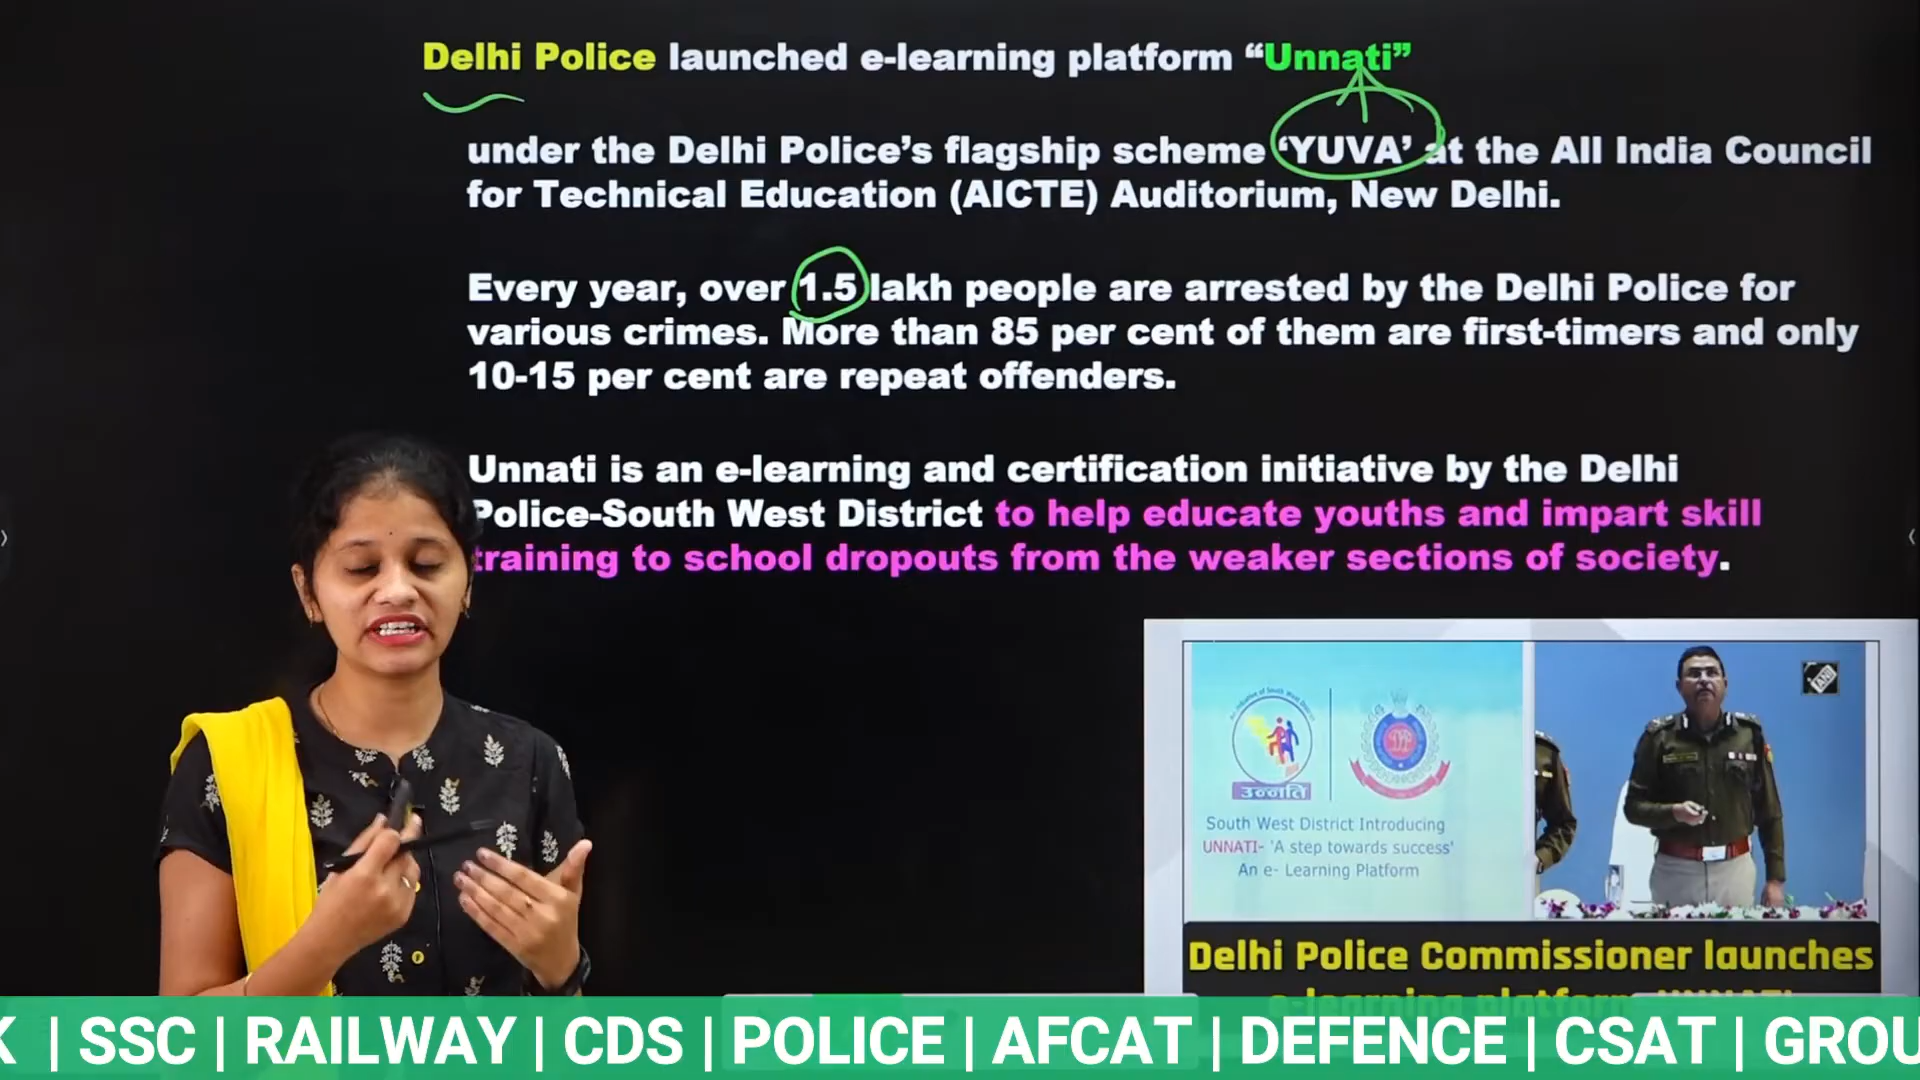 Delhi Police launched e-learning platform “Unnati”
under the Delhi Police’s flagship scheme ‘YUVA’ at the All India Council
for Technical Education (AICTE) Auditorium, New Delhi.
Every year, over 1.5 lakh people are arrested by the Delhi Police for
various crimes. More than 85 per cent of them are first-timers and only
10-15 per cent are repeat offenders.
Unnati is an e-learning and certification initiative by the Delhi
Police-South West District to help educate youths and impart skill
training to school dropouts from the weaker sections of society.
ANI
उन्नति
South West District Introducing
UNNATI- 'A step towards success'
An e- Learning Platform
Delhi Police Commissioner launches
e-learning platform UNNATI
K | SSC | RAILWAY | CDS | POLICE | AFCAT | DEFENCE | CSAT | GROU